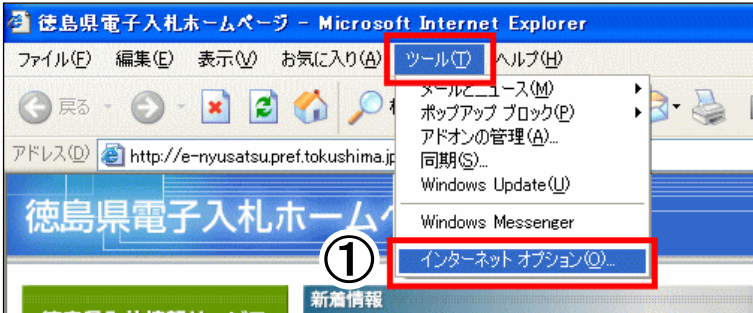 徳島県電子入札ホームページ - Microsoft Internet Explorer
ファイル(F) 編集(E) 表示(V) お気に入り(A) ツール(T) ヘルプ(H)
戻る
メールとニュース(M)
ポップアップ ブロック(P)
アドオンの管理(A)...
同期(S)...
Windows Update(U)
Windows Messenger
インターネット オプション(O)...
アドレス(D) http://e-nyusatsu.pref.tokushima.jp
徳島県電子入札ホーム
①
新着情報